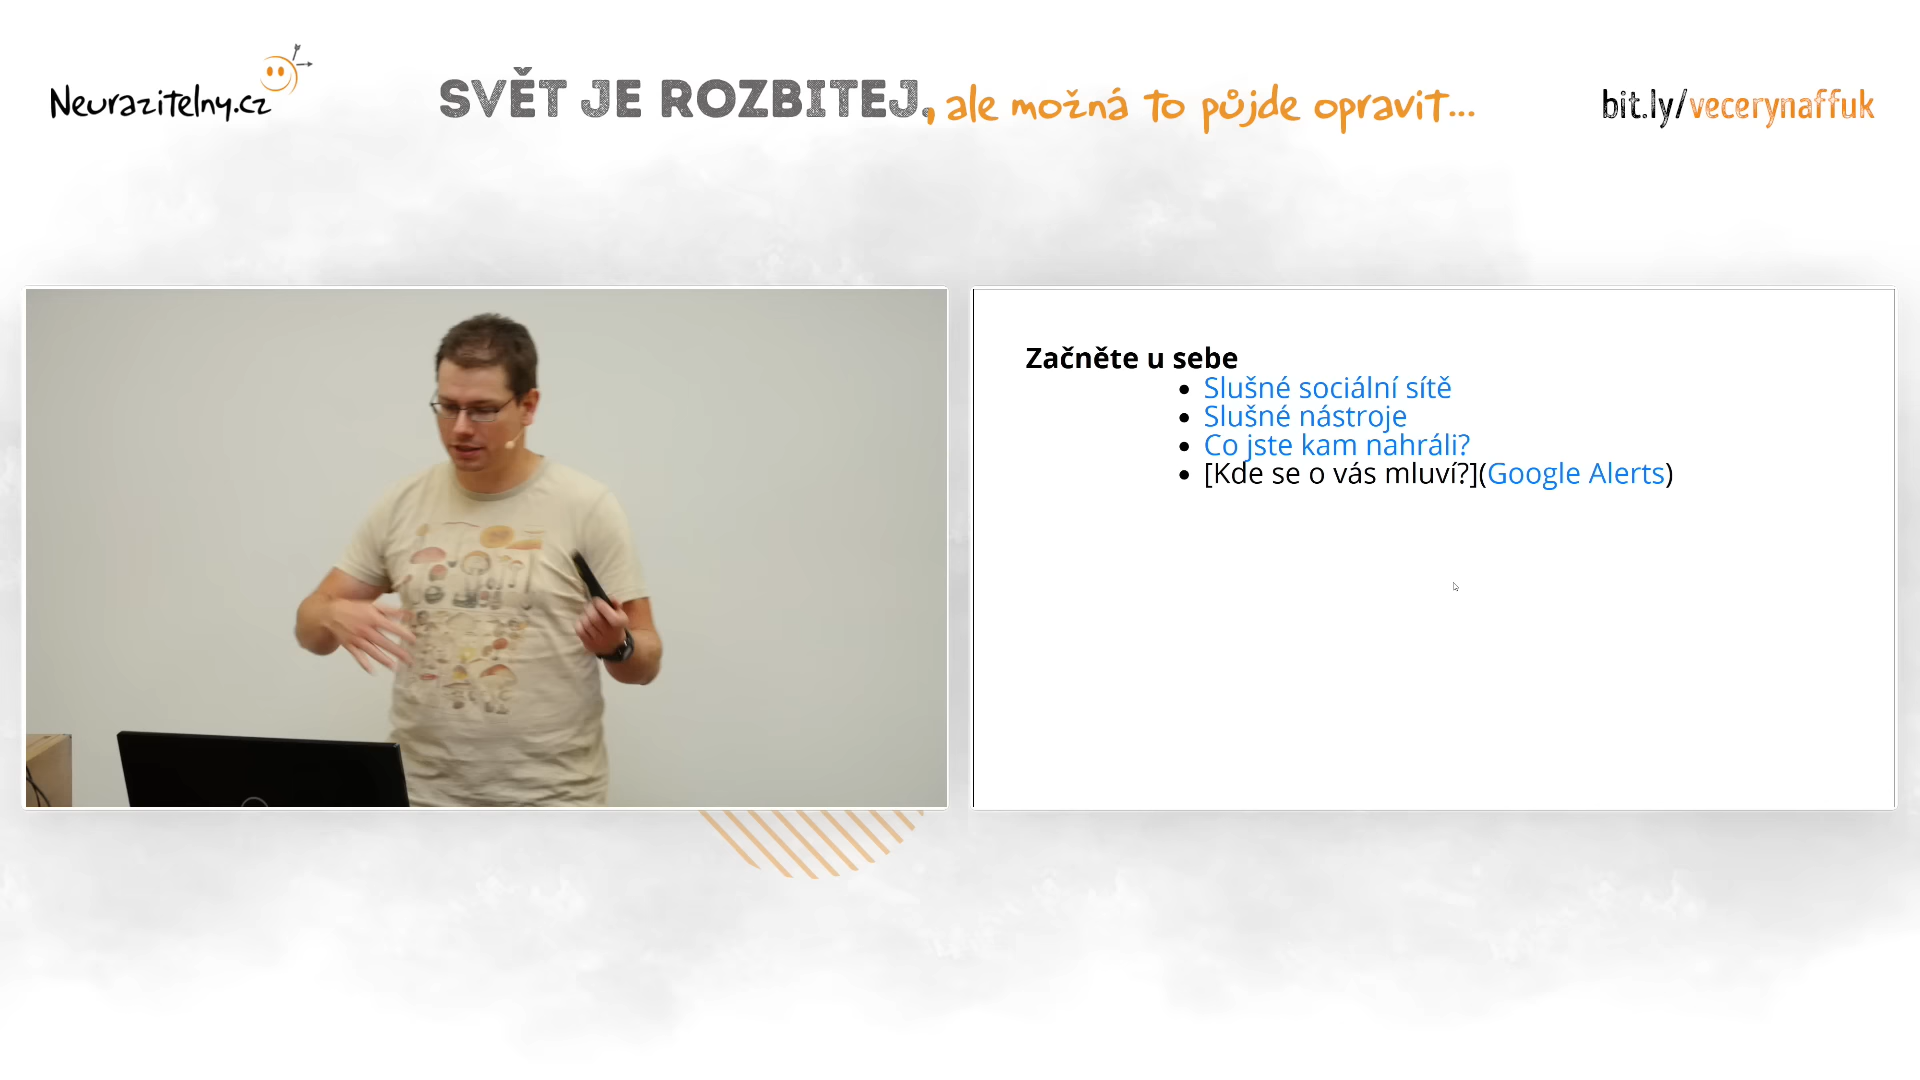 Neurazitelny.cz
SVĚT JE ROZBITEJ, ale možná to půjde opravit...
bit.ly/vecerynaffuk
Začněte u sebe
• Slušné sociální sítě
• Slušné nástroje
• Co jste kam nahráli?
• [Kde se o vás mluví?](Google Alerts)